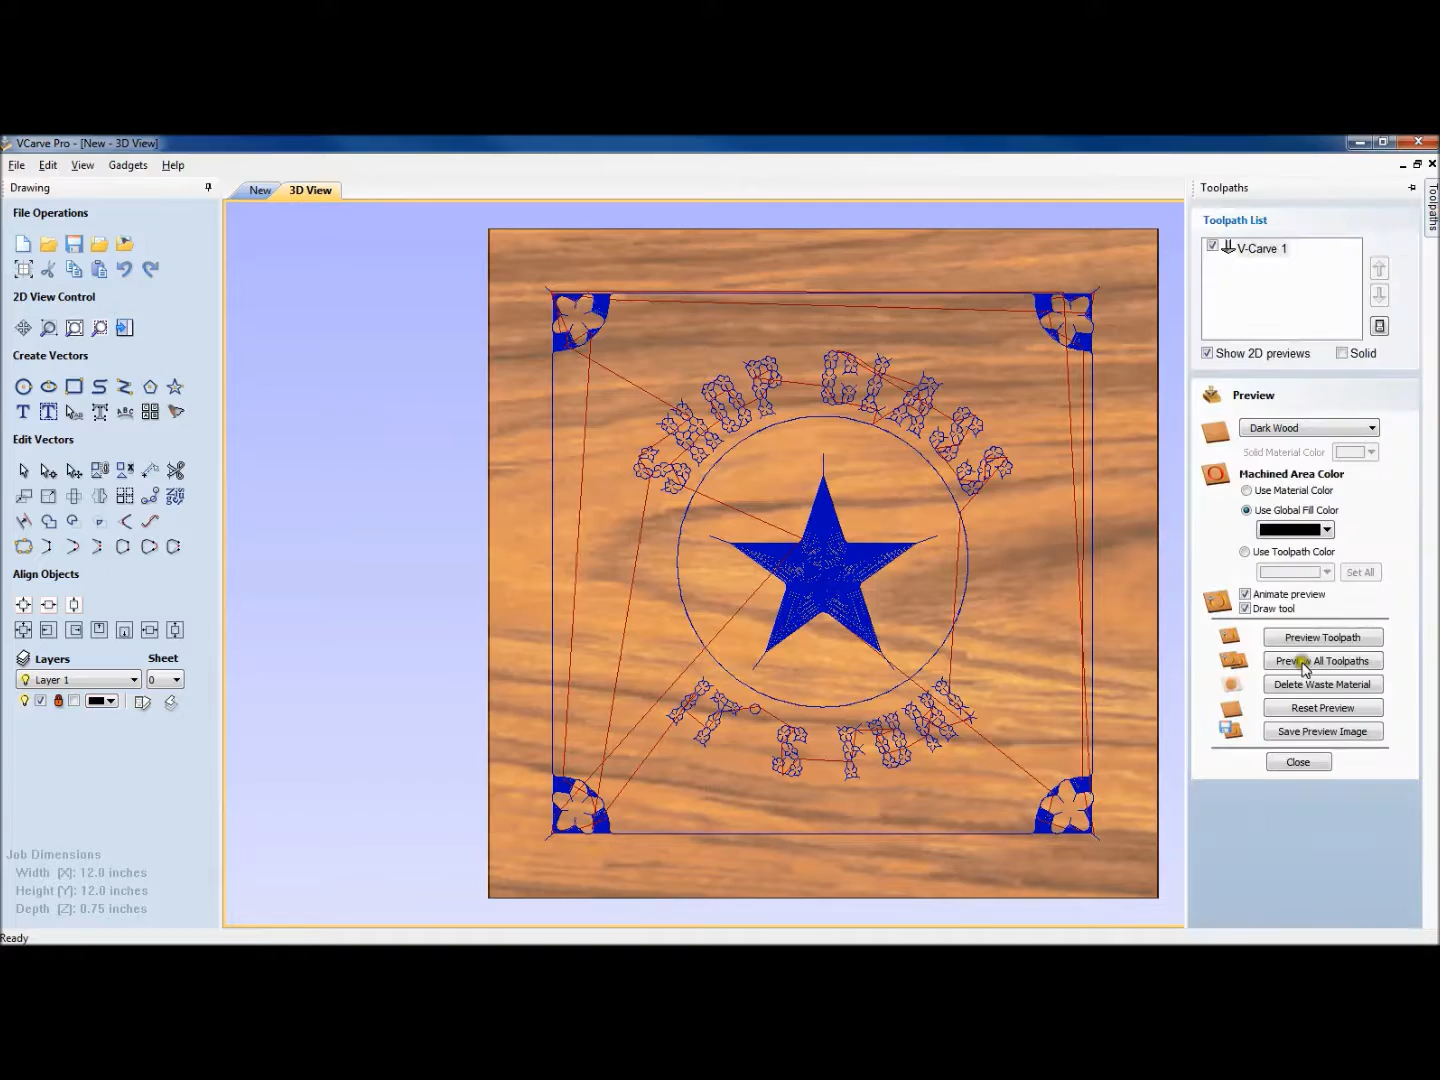 VCarve Pro - [New - 3D View]
File Edit View Gadgets Help
Drawing
File Operations
2D View Control
Create Vectors
Edit Vectors
Align Objects
Layers Sheet
Layer 1 0
Job Dimensions
Width (X): 12.0 inches
Height (Y): 12.0 inches
Depth (Z): 0.75 inches
Ready
New 3D View
Toolpaths
Toolpaths
Toolpath List
V-Carve 1
Show 2D previews Solid
Preview
Dark Wood
Solid Material Color
Machined Area Color
Use Material Color
Use Global Fill Color
Use Toolpath Color
Set All
Animate preview
Draw tool
Preview Toolpath
Preview All Toolpaths
Delete Waste Material
Reset Preview
Save Preview Image
Close